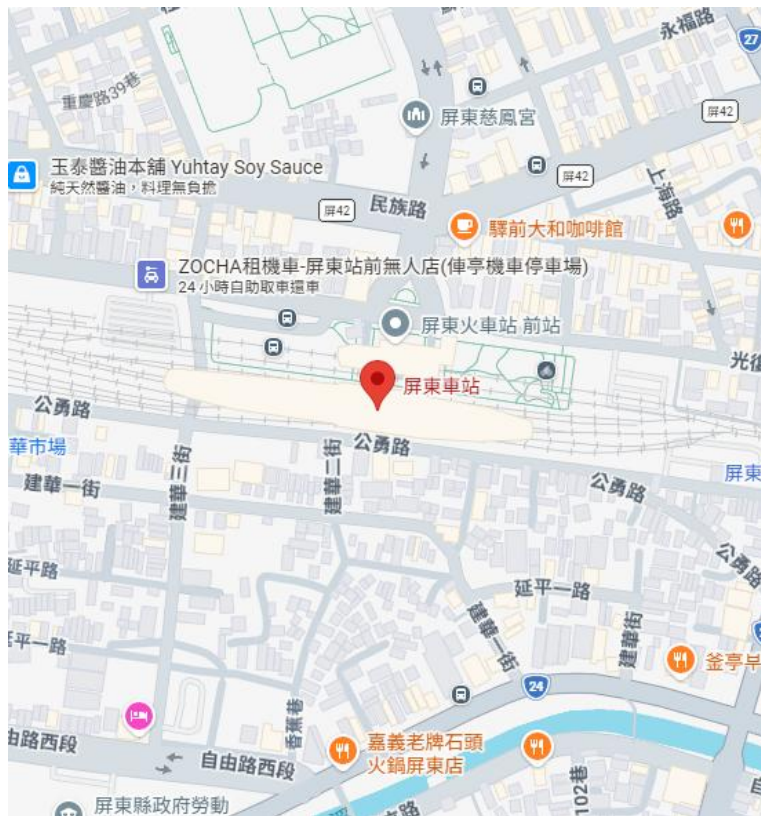 永福路
27
重慶路39巷
屏東慈鳳宮
屏42
玉泰醬油本舖 Yuhtay Soy Sauce
純天然醬油，料理無負擔
屏42
上海路
屏42
民族路
驛前大和咖啡館
ZOCHA租機車-屏東站前無人店(俥亭機車停車場)
24 小時自助取車還車
屏東火車站 前站
光復
屏東車站
公勇路
公勇路
華市場
建華三街
建華二街
屏東
建華一街
公勇路
公勇路
延平路
延平一路
延平一路
建華一街
建華街
釜亭早
24
香蕉巷
由路西段
自由路西段
嘉義老牌石頭
火鍋屏東店
屏東縣政府勞動
102巷
路
自